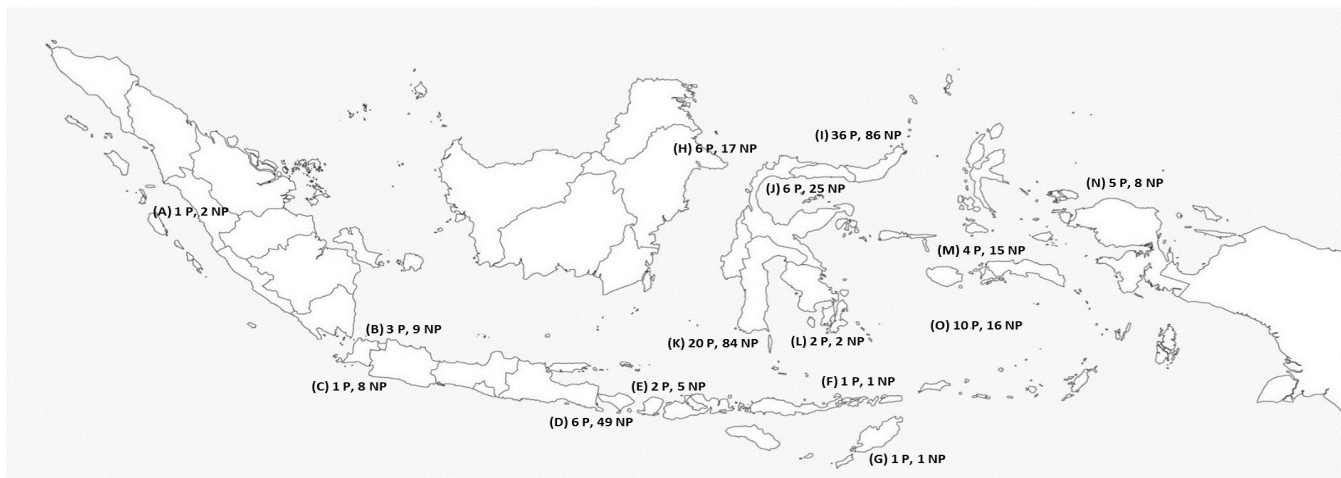 (I) 36 P, 86 NP
(H) 6 P, 17 NP
(N) 5 P, 8 NP
(J) 6 P, 25 NP
(A) 1 P, 2 NP
(M) 4 P, 15 NP
(O) 10 P, 16 NP
(B) 3 P, 9 NP
(K) 20 P, 84 NP
(L) 2 P, 2 NP
(C) 1 P, 8 NP
(E) 2 P, 5 NP
(F) 1 P, 1 NP
(D) 6 P, 49 NP
(G) 1 P, 1 NP